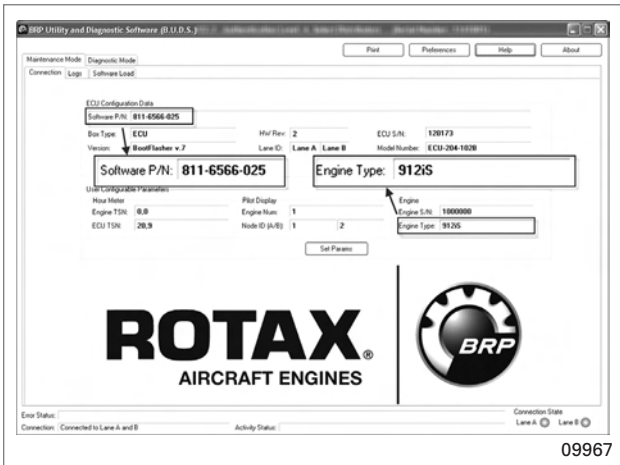 BRP Utility and Diagnostic Software (B.U.D.S.)
Print Preferences Help About
Maintenance Mode Diagnostic Mode
Connection Logs Software Load
ECU Configuration Data
Software P/N: 811-6566-025
Box Type: ECU HW Rev: 2 ECU S/N: 120173
Version: BootFlasher v.7 Lane ID: Lane A Lane B Model Number: ECU-204-102B
Software P/N: 811-6566-025 Engine Type: 912iS
User Configurable Parameters
Hour Meter Pilot Display Engine
Engine TSN: 0,0 Engine Num: 1 Engine S/N: 1000000
ECU TSN: 20,9 Node ID (A/B): 1 2 Engine Type: 912iS
Set Params
ROTAX®
AIRCRAFT ENGINES
BRP
Error Status: Connection State
Connection: Connected to Lane A and B Activity Status: Lane A Lane B
09967